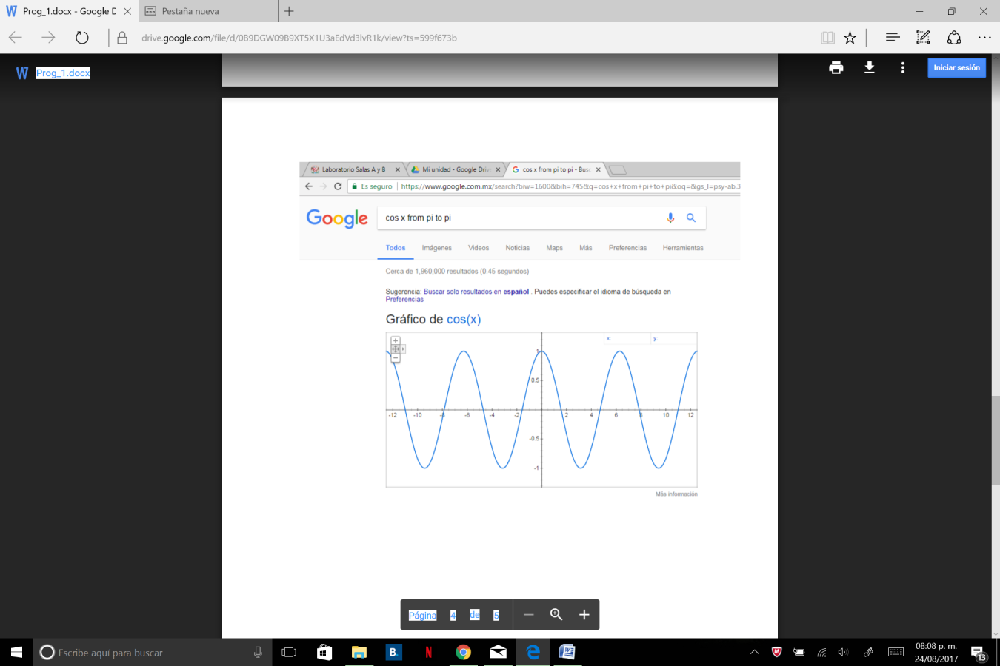 Prog_1.docx - Google D
Pestaña nueva
drive.google.com/file/d/0B9DGW09B9XT5X1U3aEdVd3lvR1k/view?ts=599f673b
Prog_1.docx
Iniciar sesión
Laboratorio Salas A y B
Mi unidad - Google Driv
cos x from pi to pi - Busc
Es seguro
https://www.google.com.mx/search?biw=1600&bih=745&q=cos+x+from+pi+to+pi&oq=&gs_l=psy-ab.3
Google
cos x from pi to pi
Todos Imágenes Videos Noticias Maps Más Preferencias Herramientas
Cerca de 1,960,000 resultados (0.45 segundos)
Sugerencia: Buscar solo resultados en español . Puedes especificar el idioma de búsqueda en
Preferencias
Gráfico de cos(x)
x: y:
1
0.5
-12 -10 -8 -6 -4 -2 2 4 6 8 10 12
-0.5
-1
Más información
Página 4 de 5
Escribe aquí para buscar
B.
N
08:08 p. m.
24/08/2017
13